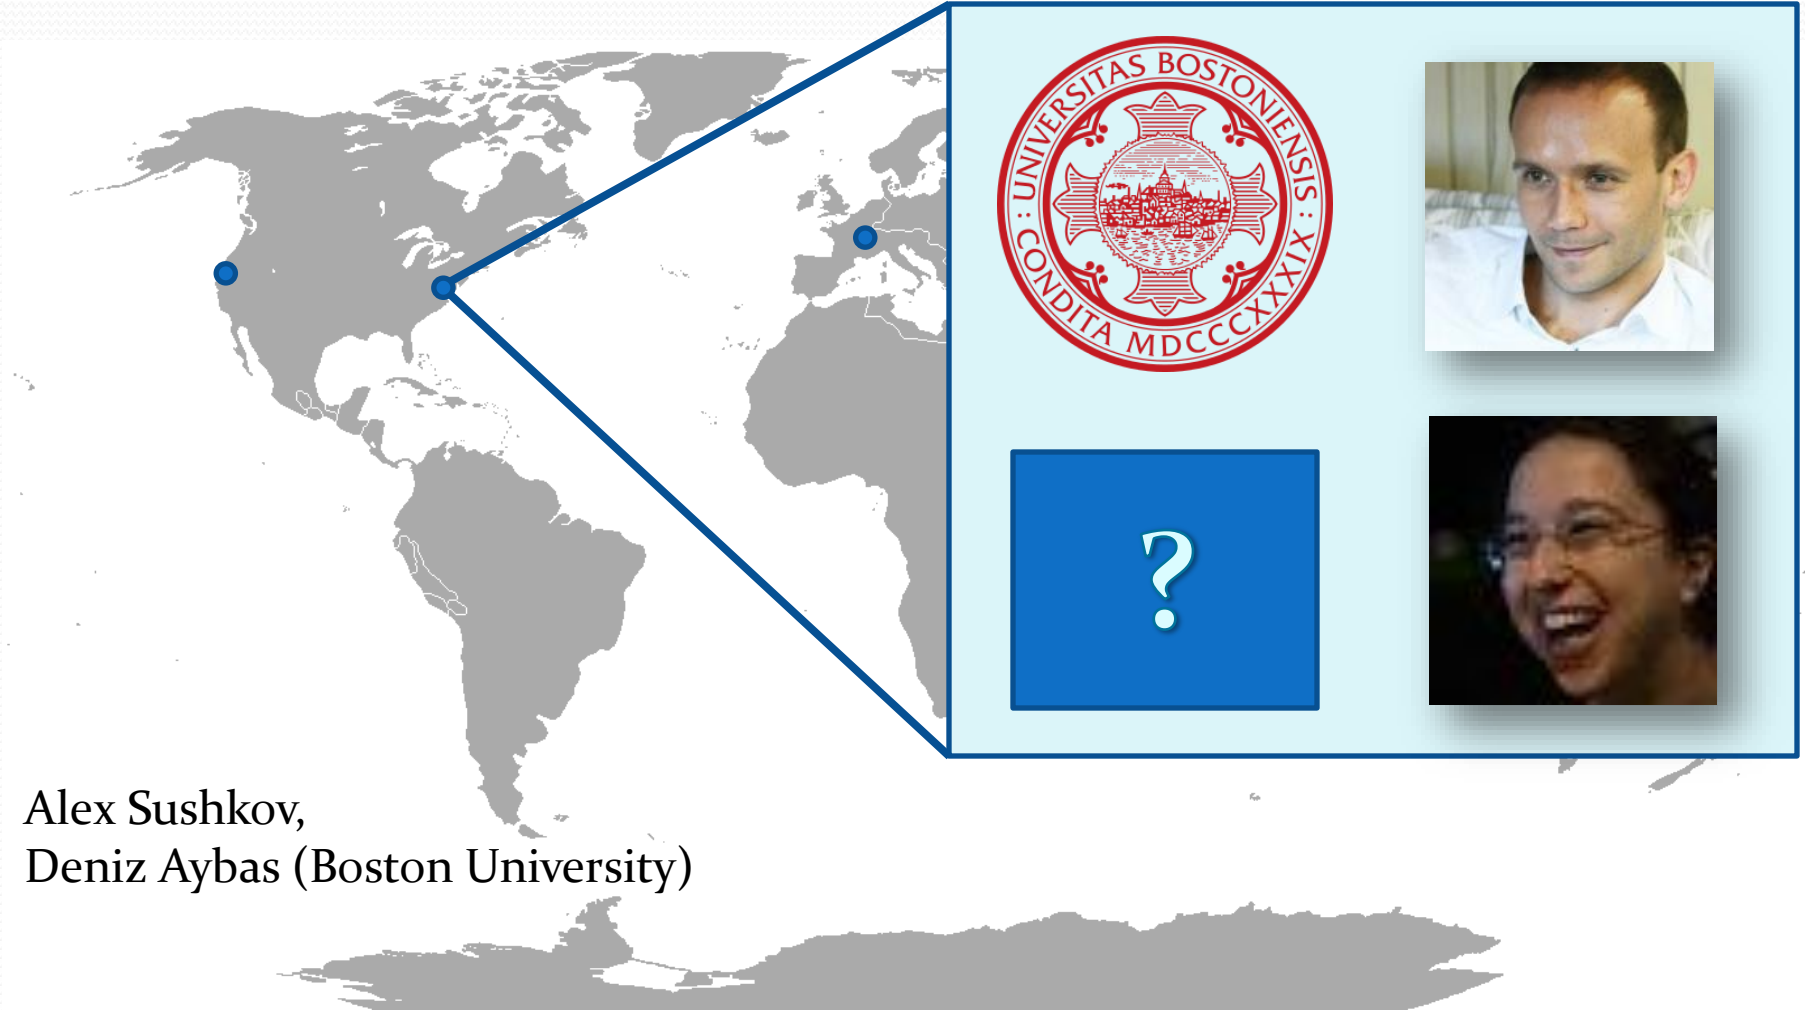 UNIVERSITAS BOSTONIENSIS :
: CONDITA MDCCCXXXIX
?
Alex Sushkov,
Deniz Aybas (Boston University)